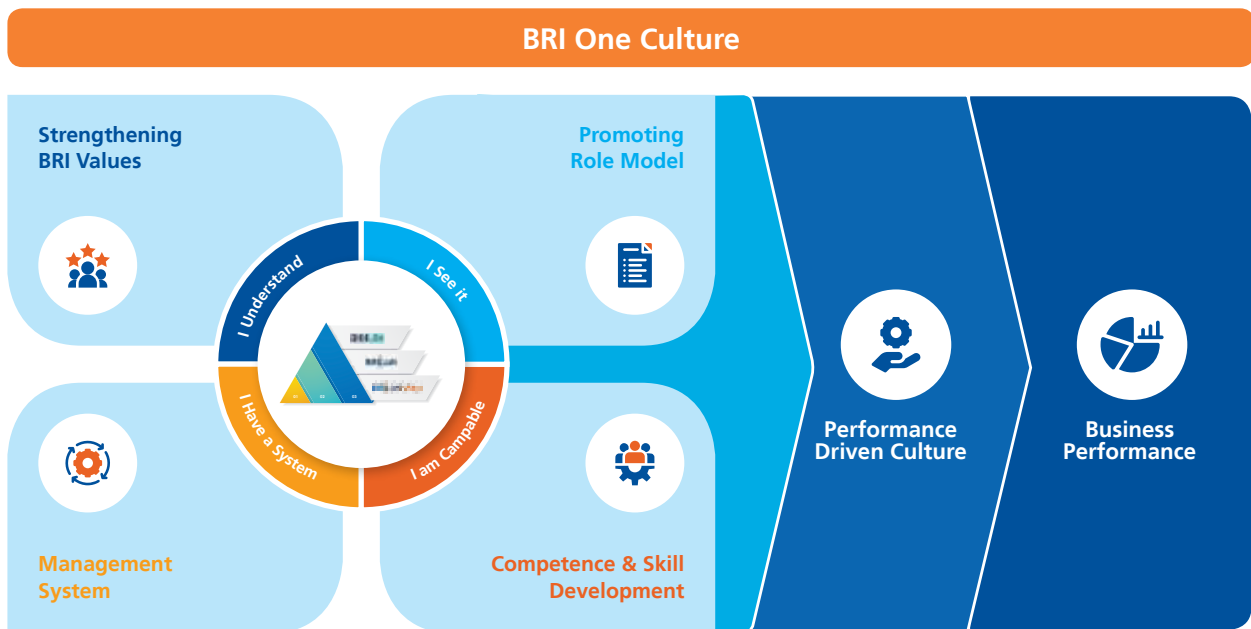 BRI One Culture
Strengthening
BRI Values
Promoting
Role Model
I Understand
I See it
I Have a System
I am Campable
Management
System
Competence & Skill
Development
Performance
Driven Culture
Business
Performance